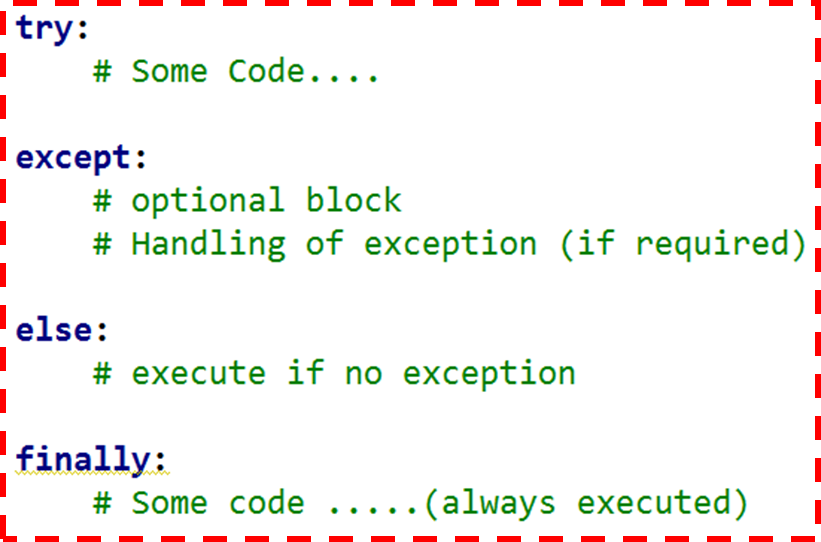 try:
    # Some Code....
except:
    # optional block
    # Handling of exception (if required)
else:
    # execute if no exception
finally:
    # Some code .....(always executed)